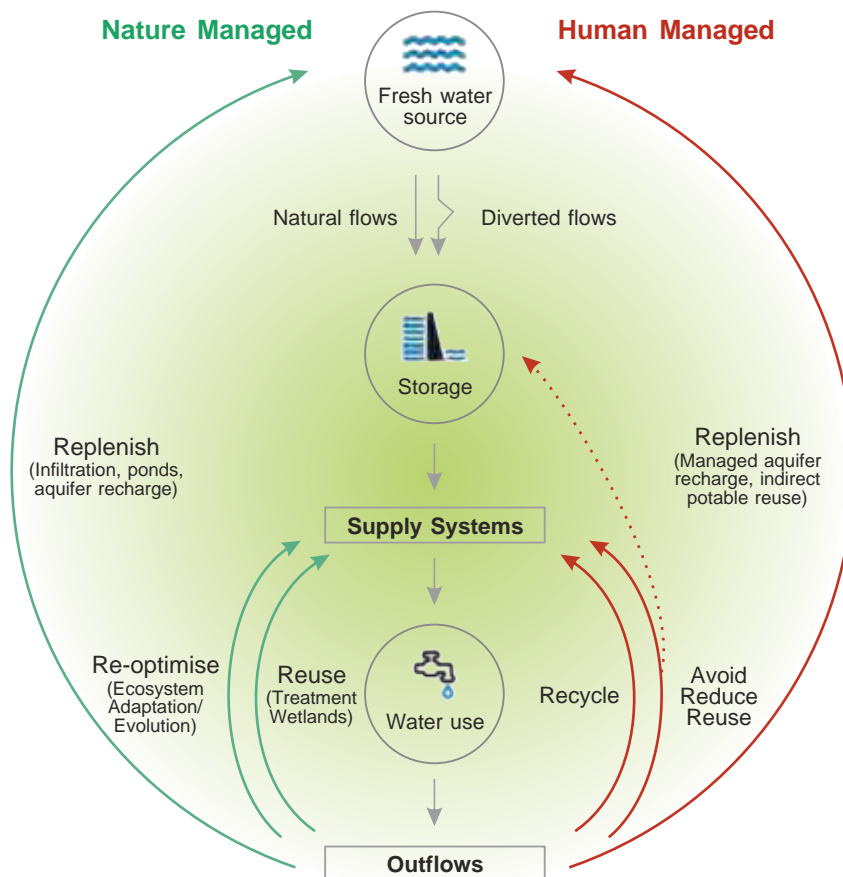 Nature Managed
Human Managed
Fresh water
source
Natural flows
Diverted flows
Storage
Replenish
(Infiltration, ponds,
aquifer recharge)
Replenish
(Managed aquifer
recharge, indirect
potable reuse)
Supply Systems
Re-optimise
(Ecosystem
Adaptation/
Evolution)
Reuse
(Treatment
Wetlands)
Water use
Recycle
Avoid
Reduce
Reuse
Outflows